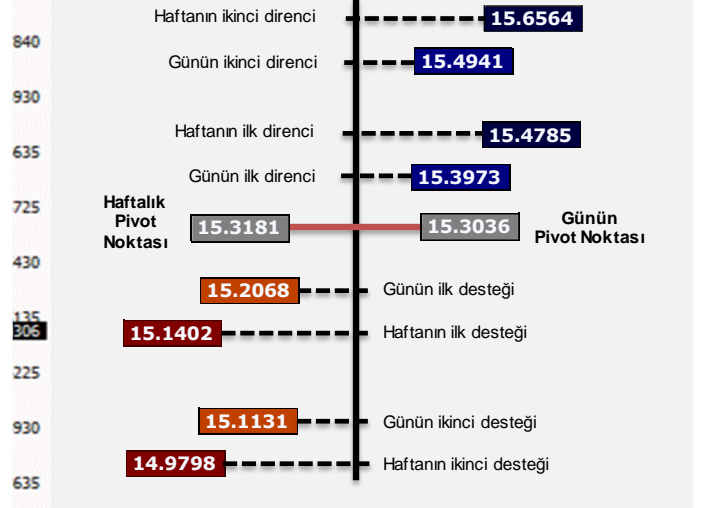 Haftanın ikinci direnci 15.6564
840
Günün ikinci direnci 15.4941
930
Haftanın ilk direnci 15.4785
635
Günün ilk direnci 15.3973
725
Haftalık
Pivot
Noktası
15.3181
15.3036
Günün
Pivot Noktası
430
15.2068 Günün ilk desteği
135
306
15.1402 Haftanın ilk desteği
225
15.1131 Günün ikinci desteği
930
14.9798 Haftanın ikinci desteği
635